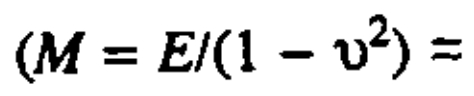 (M = E/(1 − υ²) =